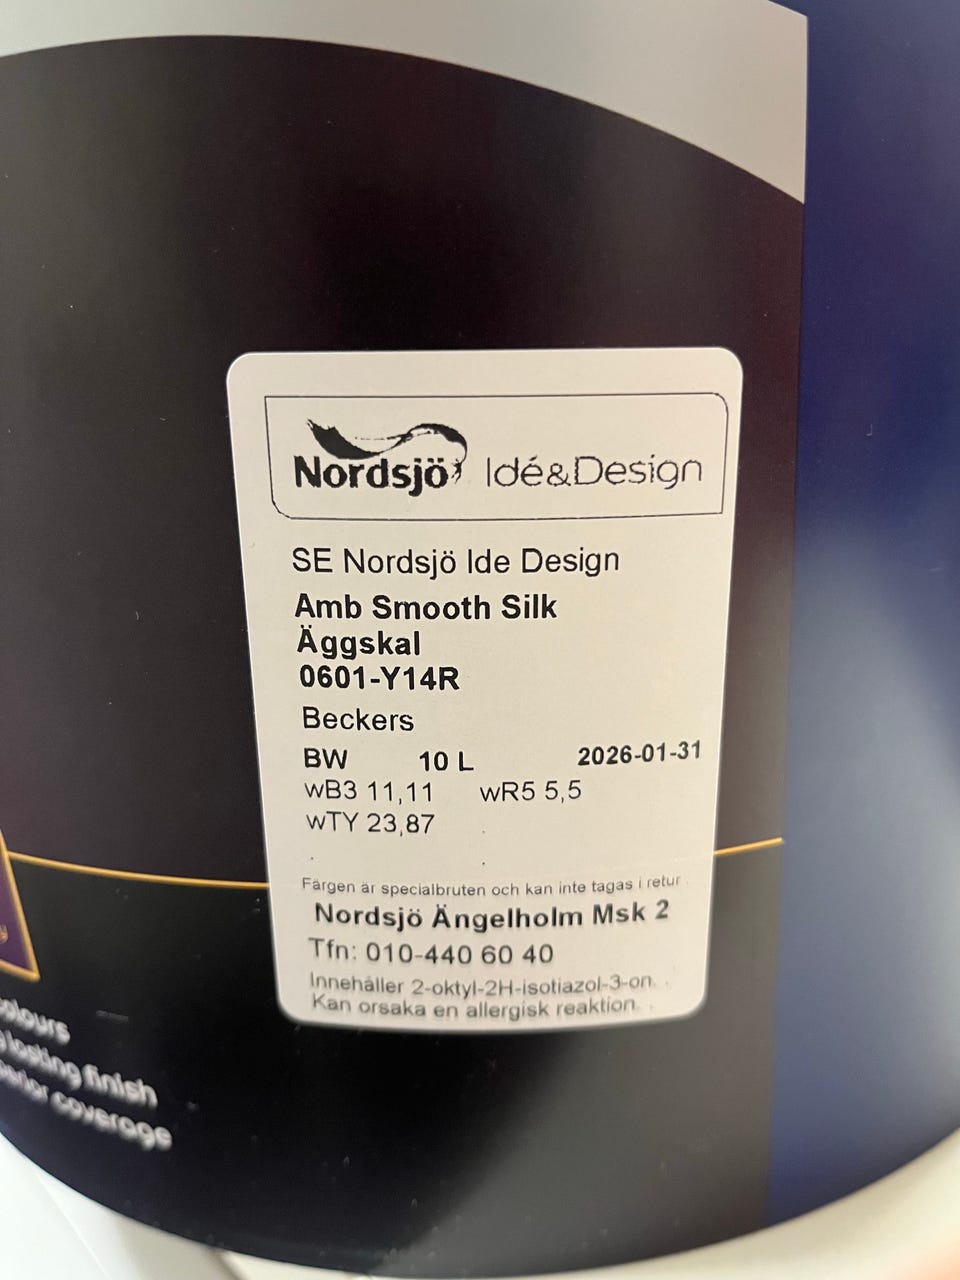 Nordsjö Idé&Design
SE Nordsjö Ide Design
Amb Smooth Silk
Äggskal
0601-Y14R
Beckers
BW 10 L 2026-01-31
wB3 11,11 wR5 5,5
wTY 23,87
Färgen är specialbruten och kan inte tagas i retur
Nordsjö Ängelholm Msk 2
Tfn: 010-440 60 40
Innehåller 2-oktyl-2H-isotiazol-3-on.
Kan orsaka en allergisk reaktion.
colours
lasting finish
coverage